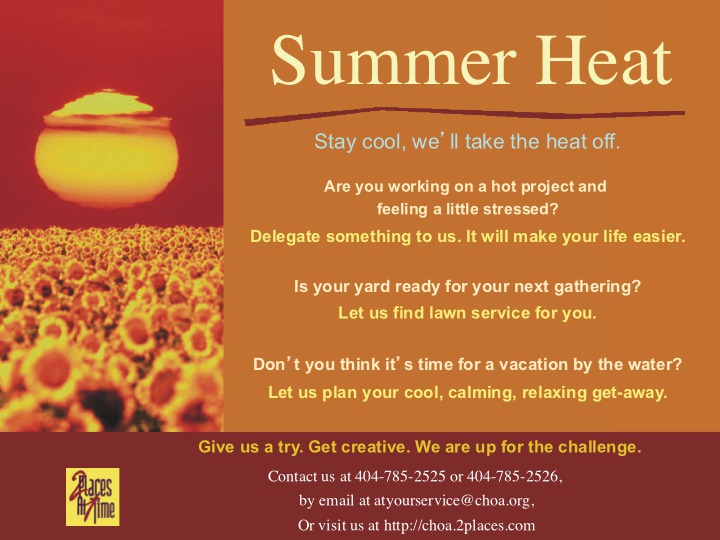 Summer Heat
Stay cool, we’ll take the heat off.
Are you working on a hot project and
feeling a little stressed?
Delegate something to us. It will make your life easier.
Is your yard ready for your next gathering?
Let us find lawn service for you.
Don’t you think it’s time for a vacation by the water?
Let us plan your cool, calming, relaxing get-away.
Give us a try. Get creative. We are up for the challenge.
Contact us at 404-785-2525 or 404-785-2526,
by email at atyourservice@choa.org,
Or visit us at http://choa.2places.com
2Places
At1Time